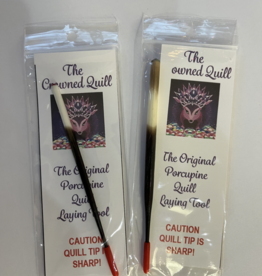 The
Crowned Quill
The Original
Porcupine
Quill
Laying Tool
CAUTION
QUILL TIP IS
SHARP!
The
owned Quill
The Original
Porcupine
Quill
Laying Tool
CAUTION
QUILL TIP IS
SHARP!